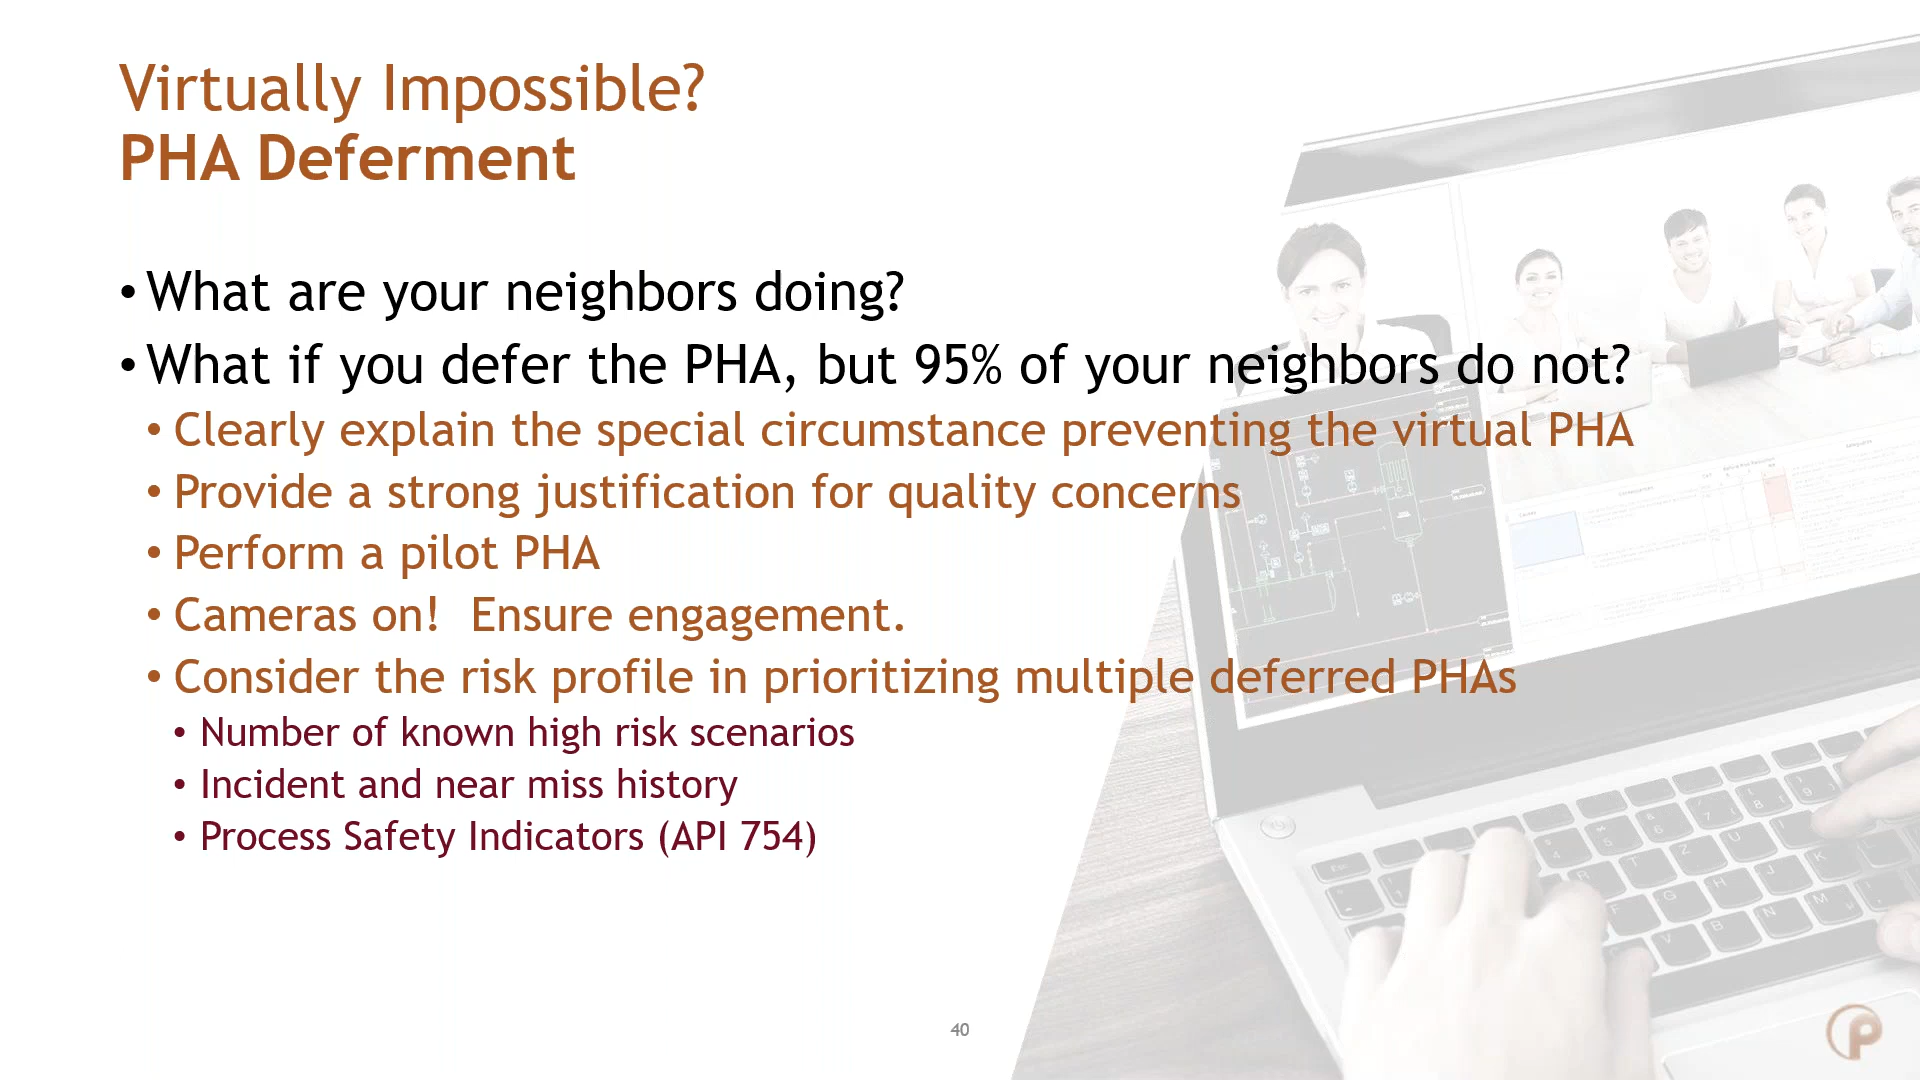 Virtually Impossible?
PHA Deferment
• What are your neighbors doing?
• What if you defer the PHA, but 95% of your neighbors do not?
• Clearly explain the special circumstance preventing the virtual PHA
• Provide a strong justification for quality concerns
• Perform a pilot PHA
• Cameras on!  Ensure engagement.
• Consider the risk profile in prioritizing multiple deferred PHAs
• Number of known high risk scenarios
• Incident and near miss history
• Process Safety Indicators (API 754)
40